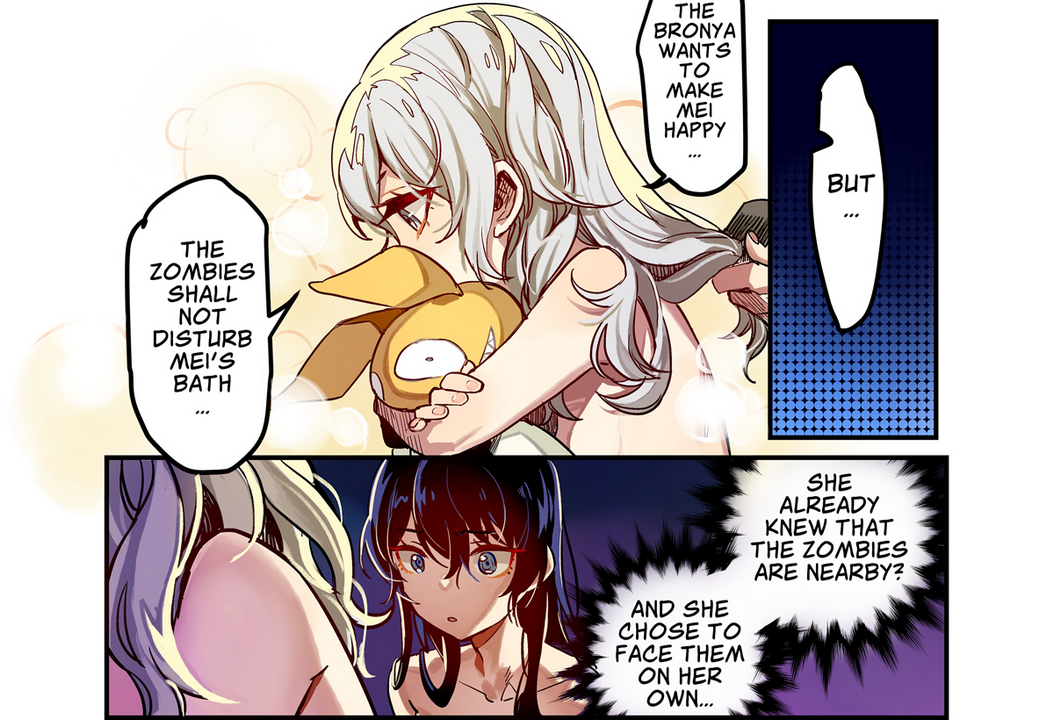 THE
BRONYA
WANTS
TO
MAKE
MEI
HAPPY
...
BUT
...
THE
ZOMBIES
SHALL
NOT
DISTURB
MEI'S
BATH
...
SHE
ALREADY
KNEW THAT
THE ZOMBIES
ARE NEARBY?
AND SHE
CHOSE TO
FACE THEM
ON HER
OWN...